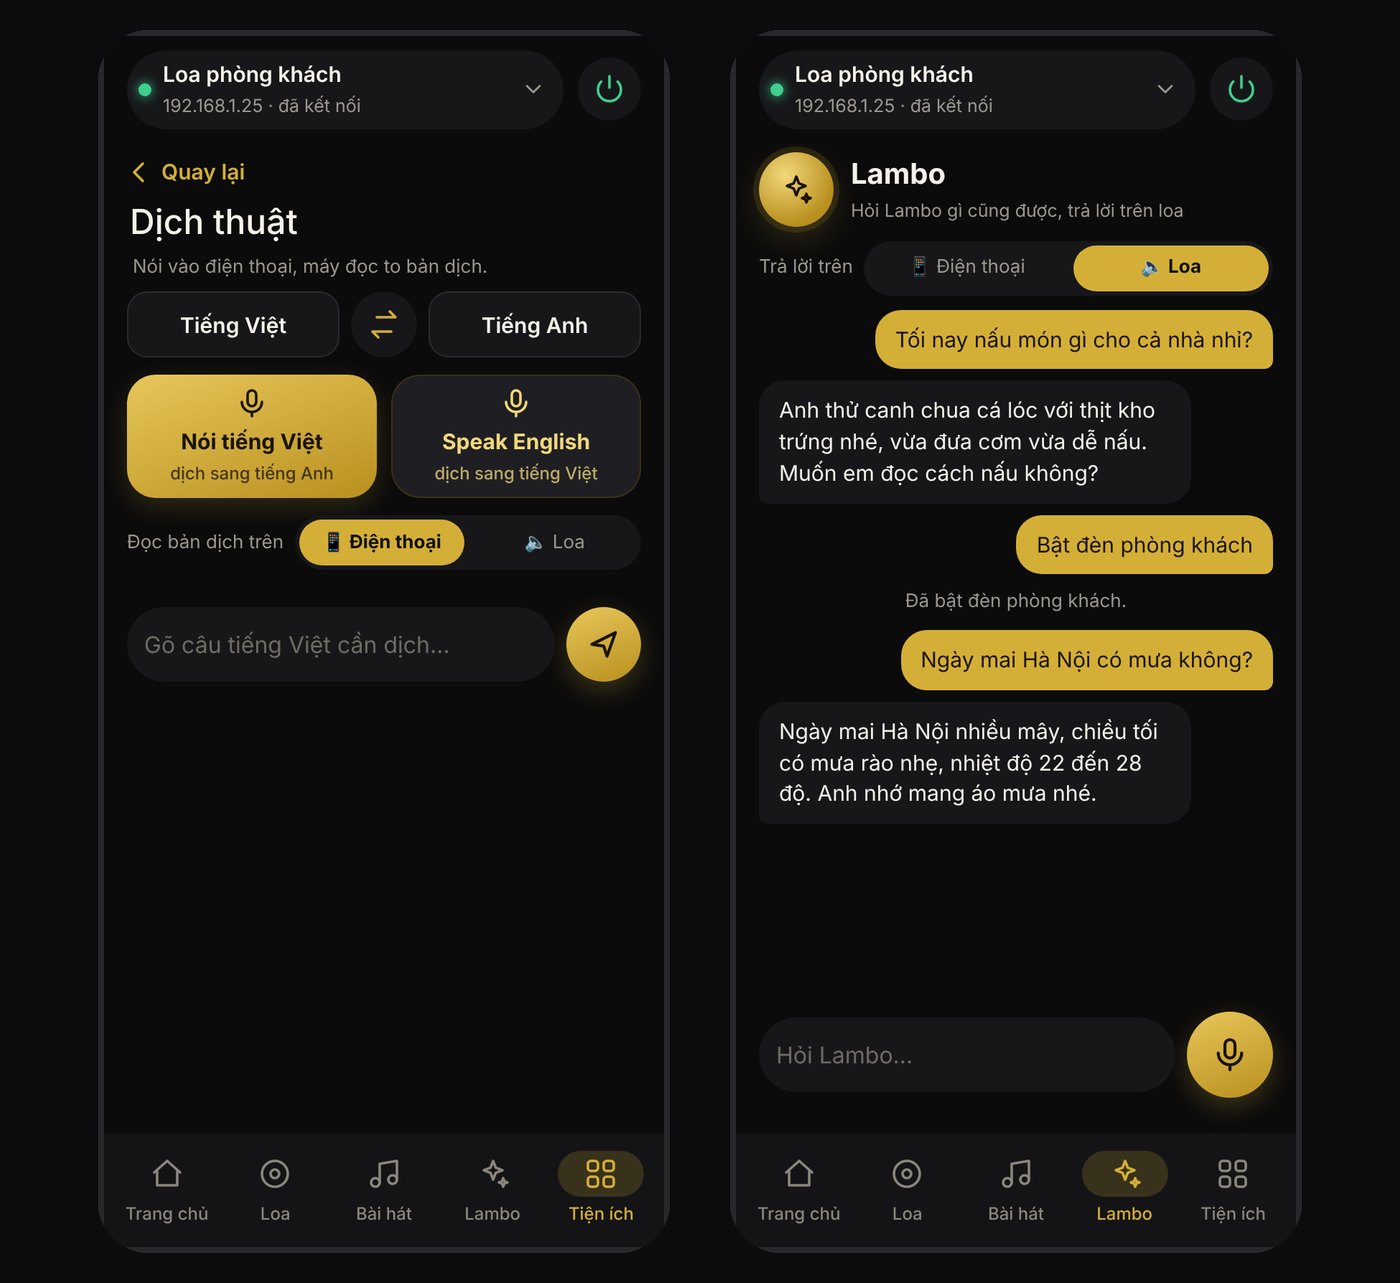 Loa phòng khách
192.168.1.25 · đã kết nối
Quay lại
Dịch thuật
Nói vào điện thoại, máy đọc to bản dịch.
Tiếng Việt
Tiếng Anh
Nói tiếng Việt
dịch sang tiếng Anh
Speak English
dịch sang tiếng Việt
Đọc bản dịch trên
Điện thoại
Loa
Gõ câu tiếng Việt cần dịch...
Trang chủ
Loa
Bài hát
Lambo
Tiện ích
Loa phòng khách
192.168.1.25 · đã kết nối
Lambo
Hỏi Lambo gì cũng được, trả lời trên loa
Trả lời trên
Điện thoại
Loa
Tối nay nấu món gì cho cả nhà nhỉ?
Anh thử canh chua cá lóc với thịt kho
trứng nhé, vừa đưa cơm vừa dễ nấu.
Muốn em đọc cách nấu không?
Bật đèn phòng khách
Đã bật đèn phòng khách.
Ngày mai Hà Nội có mưa không?
Ngày mai Hà Nội nhiều mây, chiều tối
có mưa rào nhẹ, nhiệt độ 22 đến 28
độ. Anh nhớ mang áo mưa nhé.
Hỏi Lambo...
Trang chủ
Loa
Bài hát
Lambo
Tiện ích